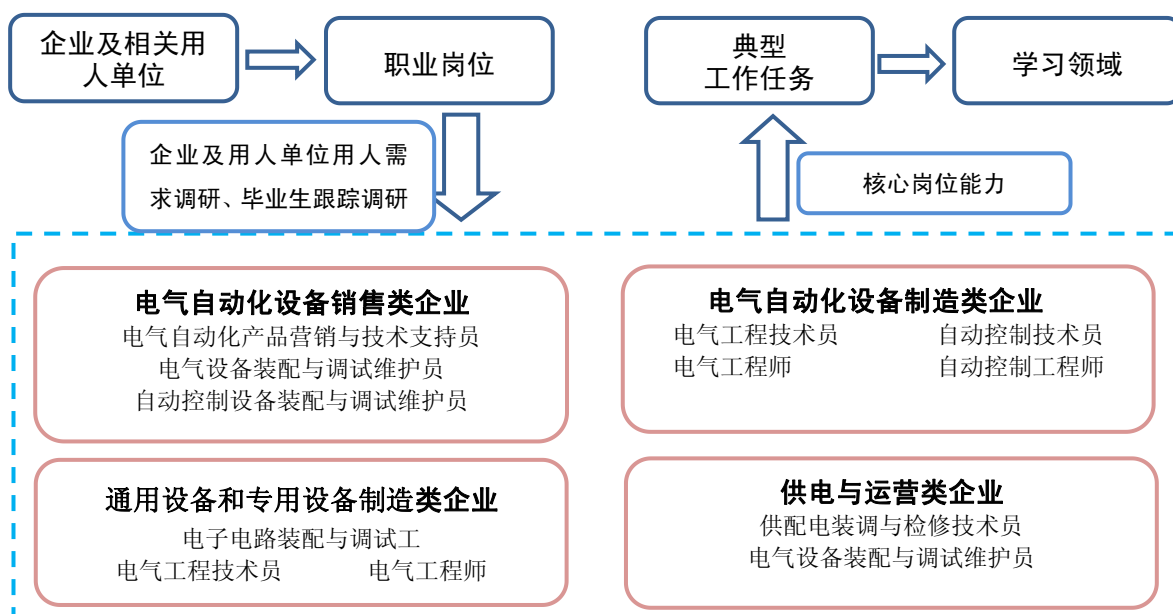 企业及相关用
人单位
职业岗位
典型
工作任务
学习领域
企业及用人单位用人需
求调研、毕业生跟踪调研
核心岗位能力
电气自动化设备销售类企业
电气自动化产品营销与技术支持员
电气设备装配与调试维护员
自动控制设备装配与调试维护员
电气自动化设备制造类企业
电气工程技术员 自动控制技术员
电气工程师 自动控制工程师
通用设备和专用设备制造类企业
电子电路装配与调试工
电气工程技术员 电气工程师
供电与运营类企业
供配电装调与检修技术员
电气设备装配与调试维护员